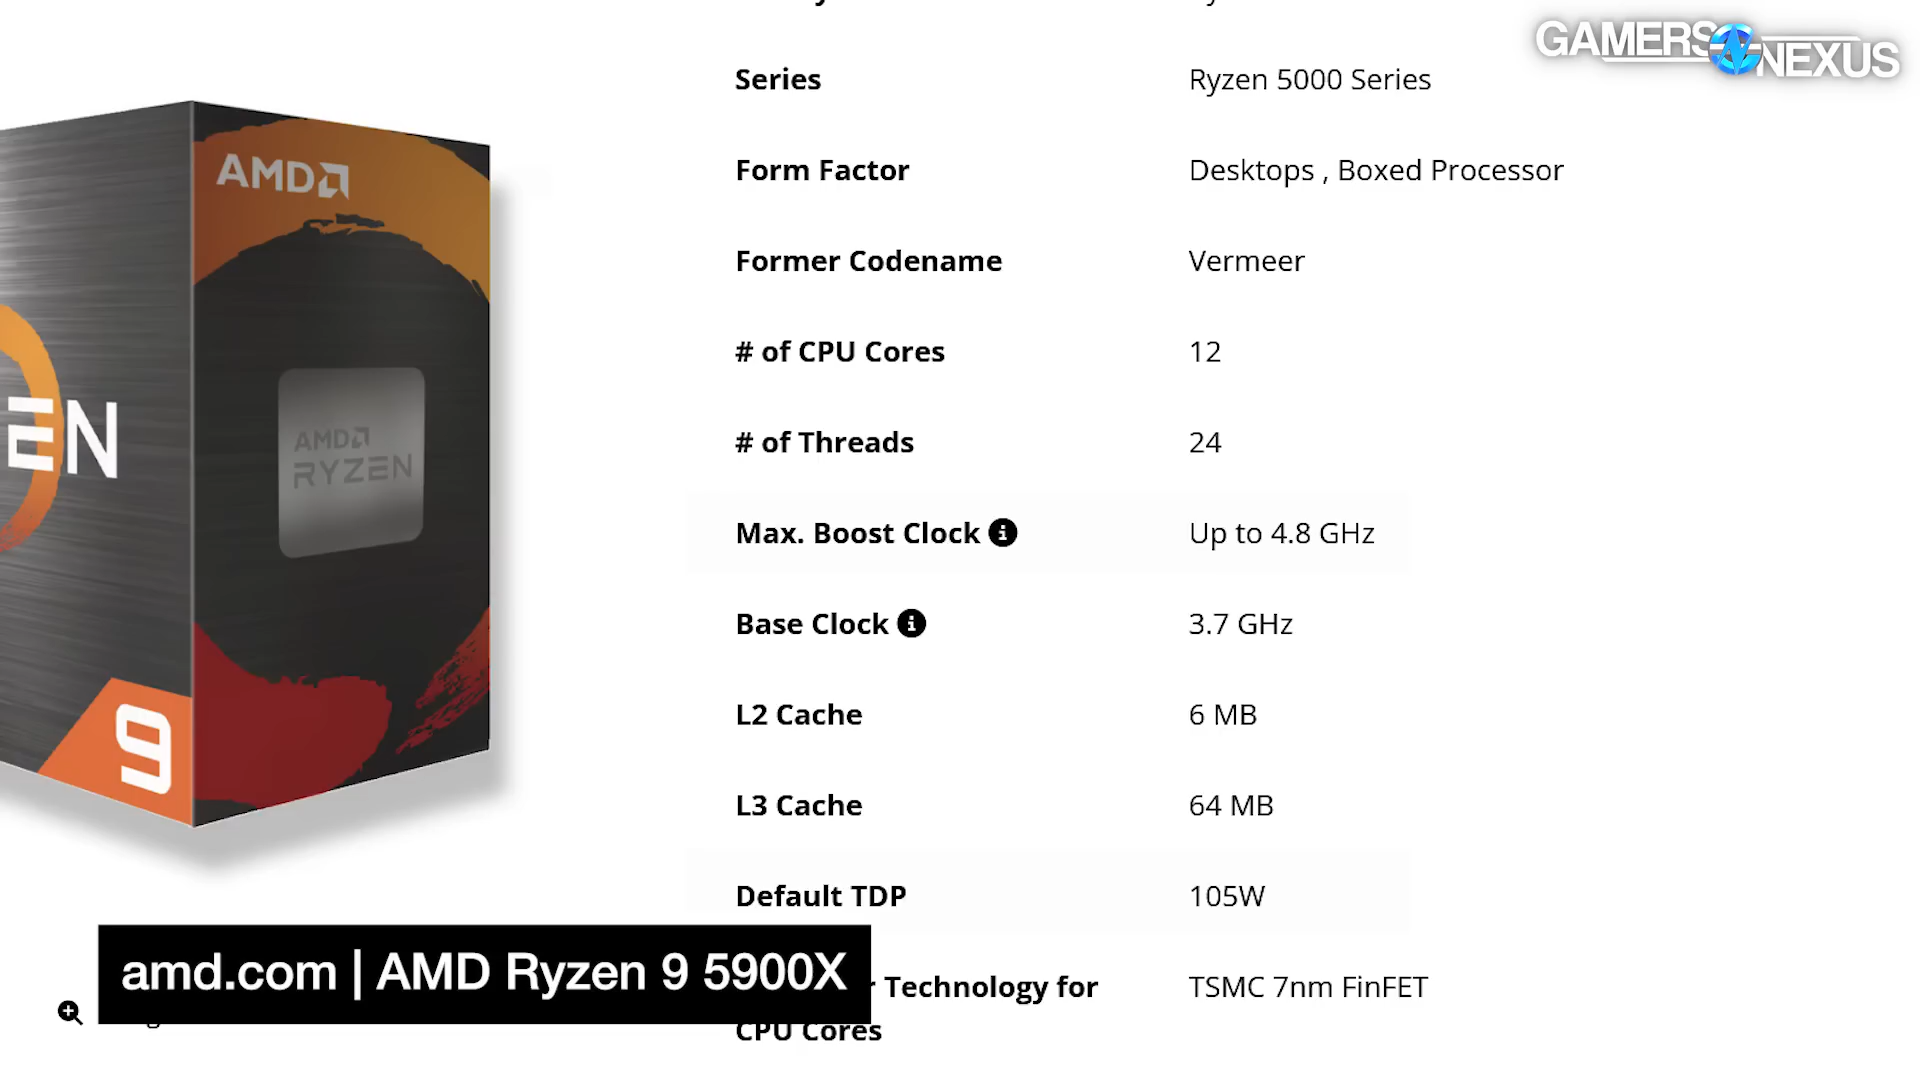 GAMERS NEXUS
Series Ryzen 5000 Series
Form Factor Desktops , Boxed Processor
Former Codename Vermeer
# of CPU Cores 12
# of Threads 24
Max. Boost Clock Up to 4.8 GHz
Base Clock 3.7 GHz
L2 Cache 6 MB
L3 Cache 64 MB
Default TDP 105W
Technology for TSMC 7nm FinFET
CPU Cores
AMD
EN
AMD
RYZEN
9
amd.com | AMD Ryzen 9 5900X